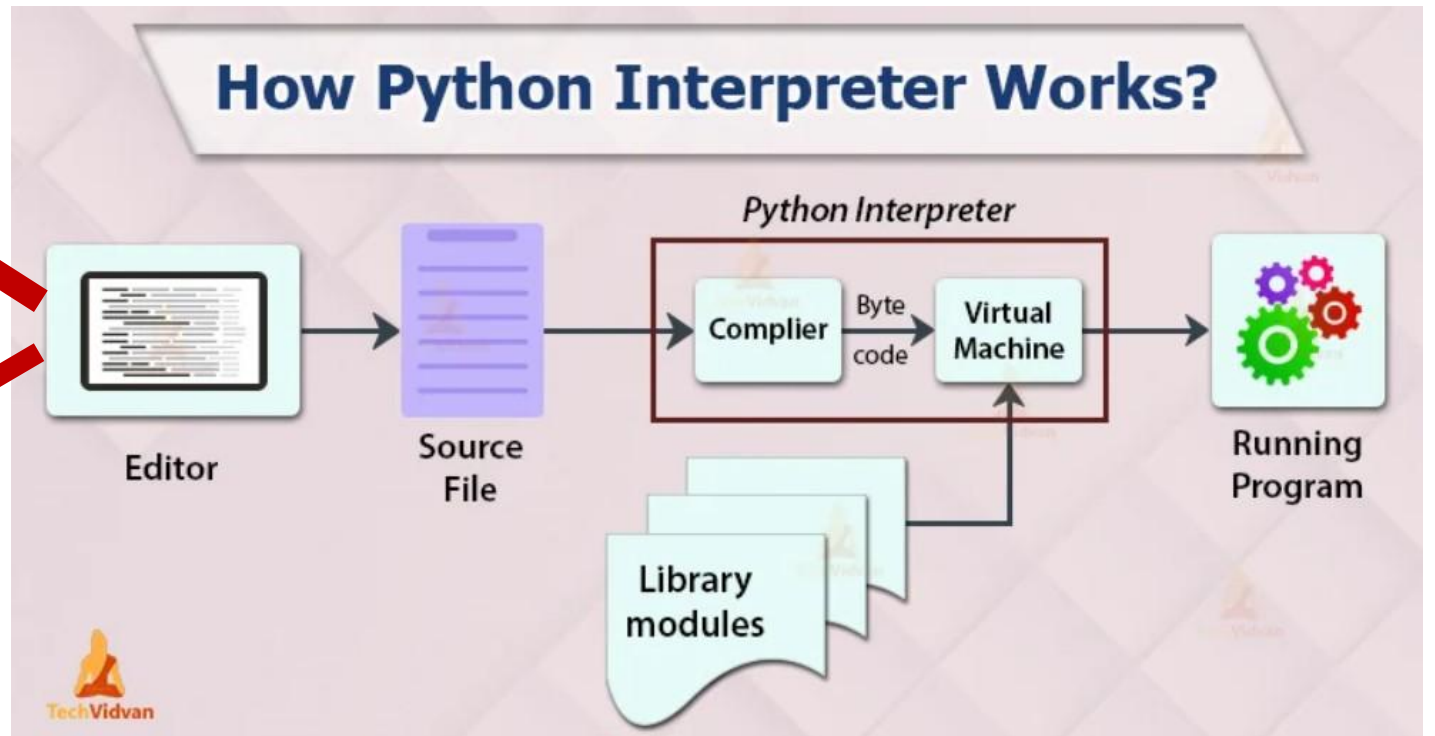 How Python Interpreter Works?
Python Interpreter
Complier
Byte
code
Virtual
Machine
Editor
Source
File
Running
Program
Library
modules
TechVidvan